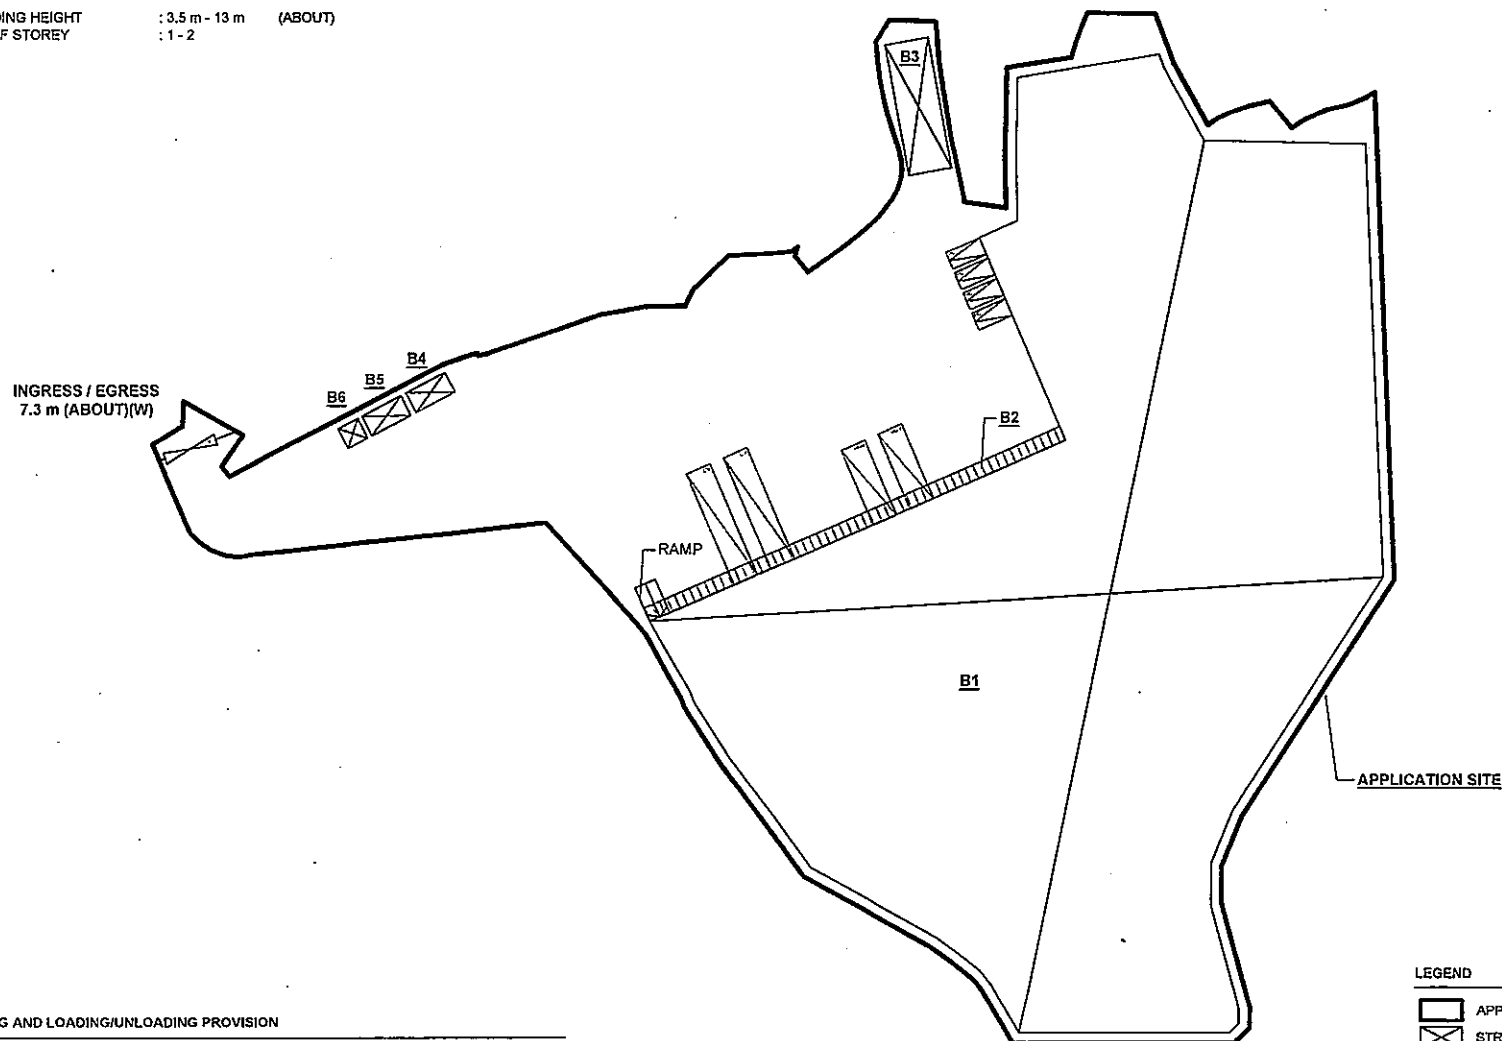 ING HEIGHT : 3.5 m - 13 m (ABOUT)
F STOREY : 1 - 2
B3
B4
B5
B6
INGRESS / EGRESS
7.3 m (ABOUT)(W)
B2
RAMP
B1
APPLICATION SITE
LEGEND
APP
STR
G AND LOADING/UNLOADING PROVISION